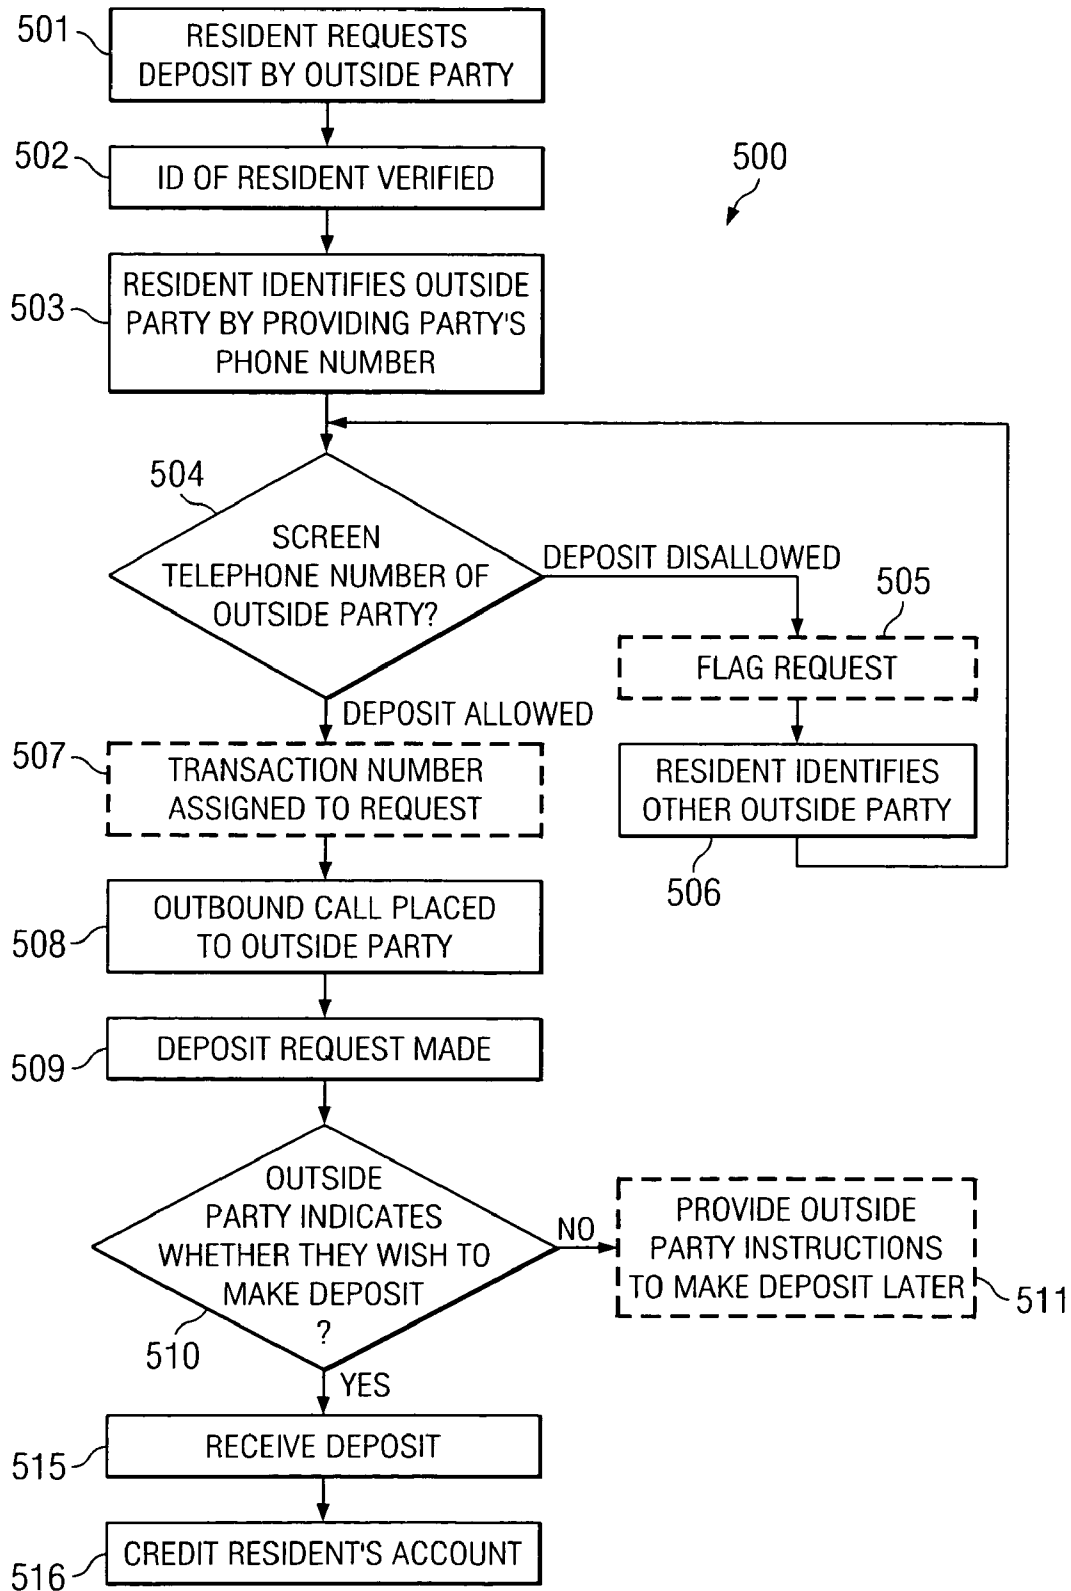 501
RESIDENT REQUESTS
DEPOSIT BY OUTSIDE PARTY
502
ID OF RESIDENT VERIFIED
500
503
RESIDENT IDENTIFIES OUTSIDE
PARTY BY PROVIDING PARTY'S
PHONE NUMBER
504
SCREEN
TELEPHONE NUMBER OF
OUTSIDE PARTY?
DEPOSIT DISALLOWED
505
FLAG REQUEST
RESIDENT IDENTIFIES
OTHER OUTSIDE PARTY
506
DEPOSIT ALLOWED
507
TRANSACTION NUMBER
ASSIGNED TO REQUEST
508
OUTBOUND CALL PLACED
TO OUTSIDE PARTY
509
DEPOSIT REQUEST MADE
OUTSIDE
PARTY INDICATES
WHETHER THEY WISH TO
MAKE DEPOSIT
?
510
NO
PROVIDE OUTSIDE
PARTY INSTRUCTIONS
TO MAKE DEPOSIT LATER
511
YES
515
RECEIVE DEPOSIT
516
CREDIT RESIDENT'S ACCOUNT